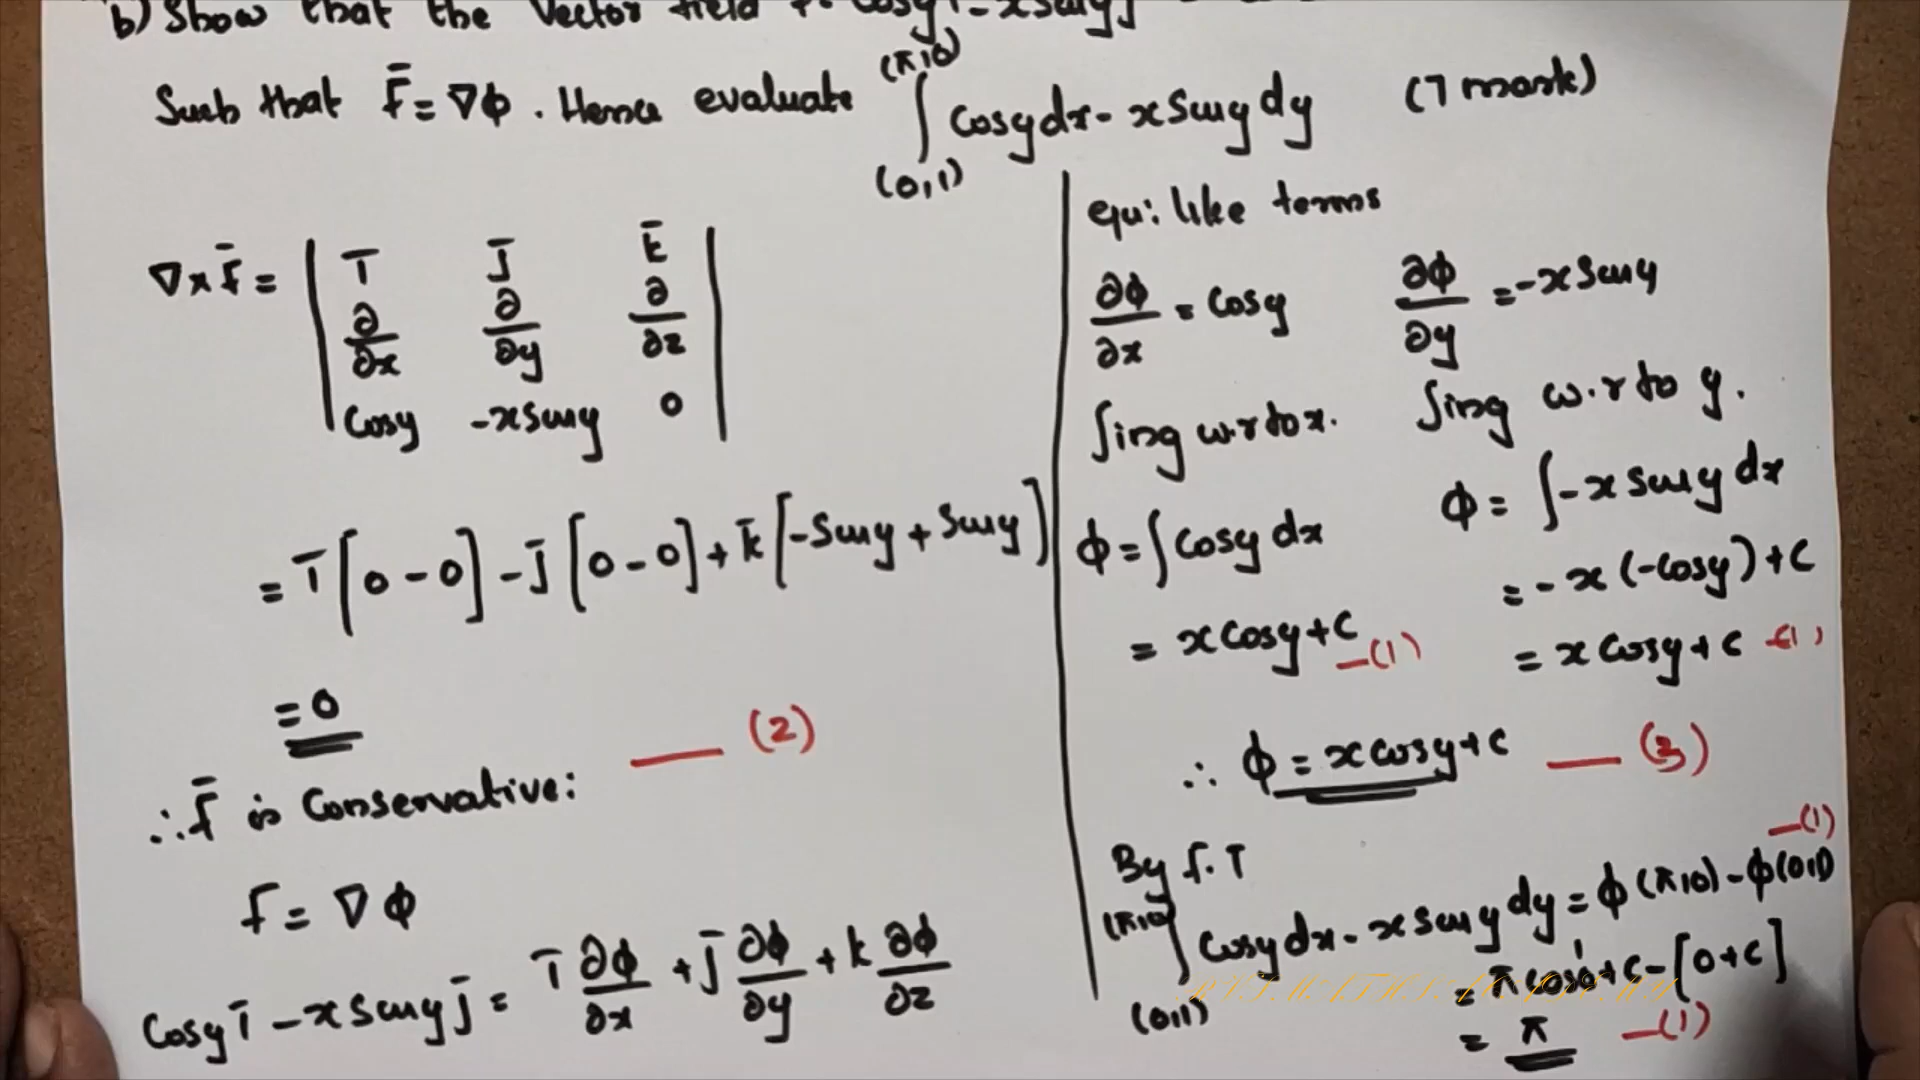 b) Show that the vector field F = cosy i - x siny j
Such that F̄ = ∇ϕ . Hence evaluate ∫_(0,1)^(π,0) cosy dx - x siny dy (7 mark)
∇×F̄ = | ī j̄ k̄
∂/∂x ∂/∂y ∂/∂z
cosy -x siny 0 |
= ī[0-0] - j̄[0-0] + k̄[-siny + siny]
= 0
— (2)
∴ F̄ is conservative:
F = ∇ϕ
cosy ī - x siny j̄ = ī ∂ϕ/∂x + j̄ ∂ϕ/∂y + k ∂ϕ/∂z
equ: like terms
∂ϕ/∂x = cosy ∂ϕ/∂y = -x siny
∫ing w.r to x. ∫ing w.r to y.
ϕ = ∫cosy dx ϕ = ∫-x siny dx
= -x(-cosy)+c
= x cosy+c —(1) = x cosy+c -(1)
∴ ϕ = x cosy+c — (3)
By F.T —(1)
∫_(0,1)^(π,0) cosy dx - x siny dy = ϕ(π,0) - ϕ(0,1)
= π cos0+c-[0+c]
= π —(1)